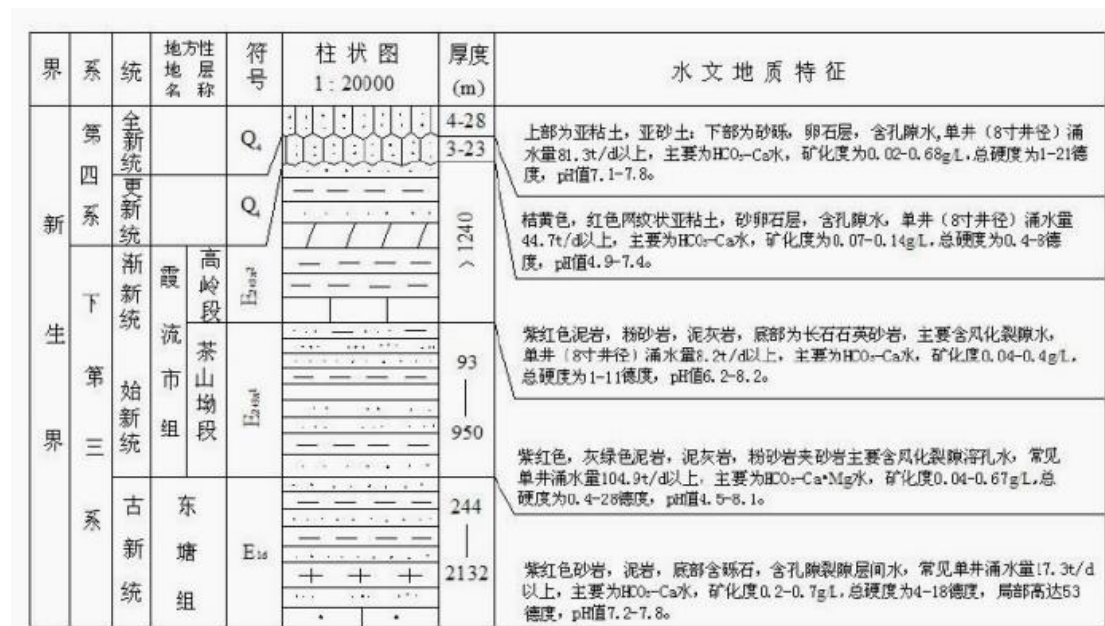 界 系 统 地方性地层名称 符号 柱状图 1:20000 厚度(m) 水文地质特征
新生界
第四系
下第三系
全新统
更新统
渐新统
始新统
古新统
霞流市组
高岭段
茶山坳段
东塘组
Q₄
Q₄
4-28
3-23
>1240
93
|
950
244
|
2132
上部为亚粘土，亚砂土；下部为砂砾，卵石层，含孔隙水,单井（8寸井径）涌
水量81.3t/d以上，主要为HCO₃-Ca水，矿化度为0.02-0.68g/L.总硬度为1-21德
度，pH值7.1-7.8。
桔黄色，红色网纹状亚粘土，砂卵石层，含孔隙水，单井（8寸井径）涌水量
44.7t/d以上，主要为HCO₃-Ca水，矿化度为0.07-0.14g/L.总硬度为0.4-8德
度，pH值4.9-7.4。
紫红色泥岩，粉砂岩，泥灰岩，底部为长石石英砂岩，主要含风化裂隙水，
单井（8寸井径）涌水量8.2t/d以上，主要为HCO₃-Ca水，矿化度0.04-0.4g/L.
总硬度为1-11德度，pH值6.2-8.2。
紫红色，灰绿色泥岩，泥灰岩，粉砂岩夹砂岩主要含风化裂隙溶孔水，常见
单井涌水量104.9t/d以上，主要为HCO₃-Ca•Mg水，矿化度0.04-0.67g/L.总
硬度为0.4-28德度，pH值4.5-8.1。
紫红色砂岩，泥岩，底部含砾石，含孔隙裂隙层间水，常见单井涌水量17.3t/d
以上，主要为HCO₃-Ca水，矿化度0.2-0.7g/L.总硬度为4-18德度，局部高达53
德度，pH值7.2-7.8。